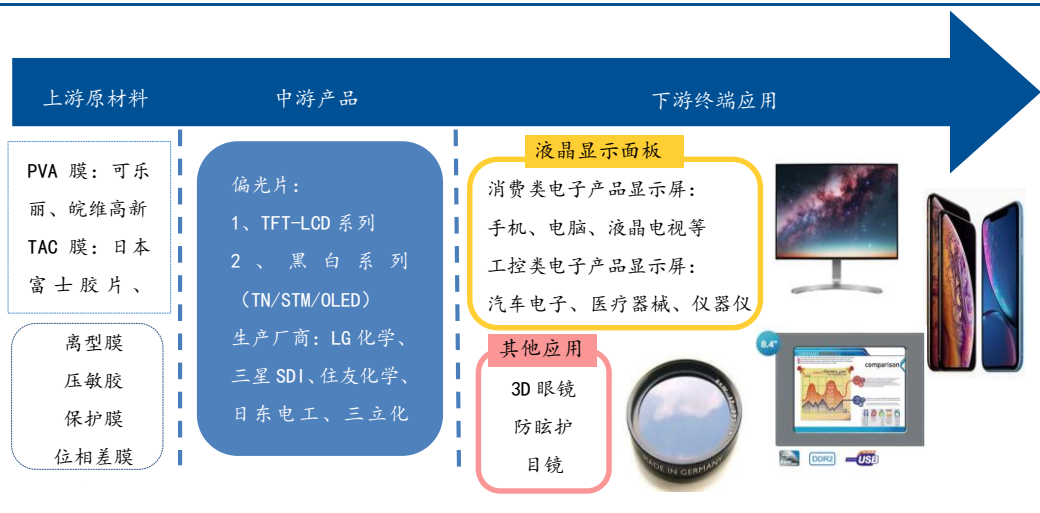 上游原材料
中游产品
下游终端应用
PVA 膜：可乐
丽、皖维高新
TAC 膜：日本
富士胶片、
离型膜
压敏胶
保护膜
位相差膜
偏光片：
1、TFT-LCD 系列
2、黑白系列
（TN/STM/OLED）
生产厂商：LG 化学、
三星 SDI、住友化学、
日东电工、三立化
液晶显示面板
消费类电子产品显示屏：
手机、电脑、液晶电视等
工控类电子产品显示屏：
汽车电子、医疗器械、仪器仪
其他应用
3D 眼镜
防眩护
目镜
MADE IN GERMANY
8.4"
comparison
DDR2
USB